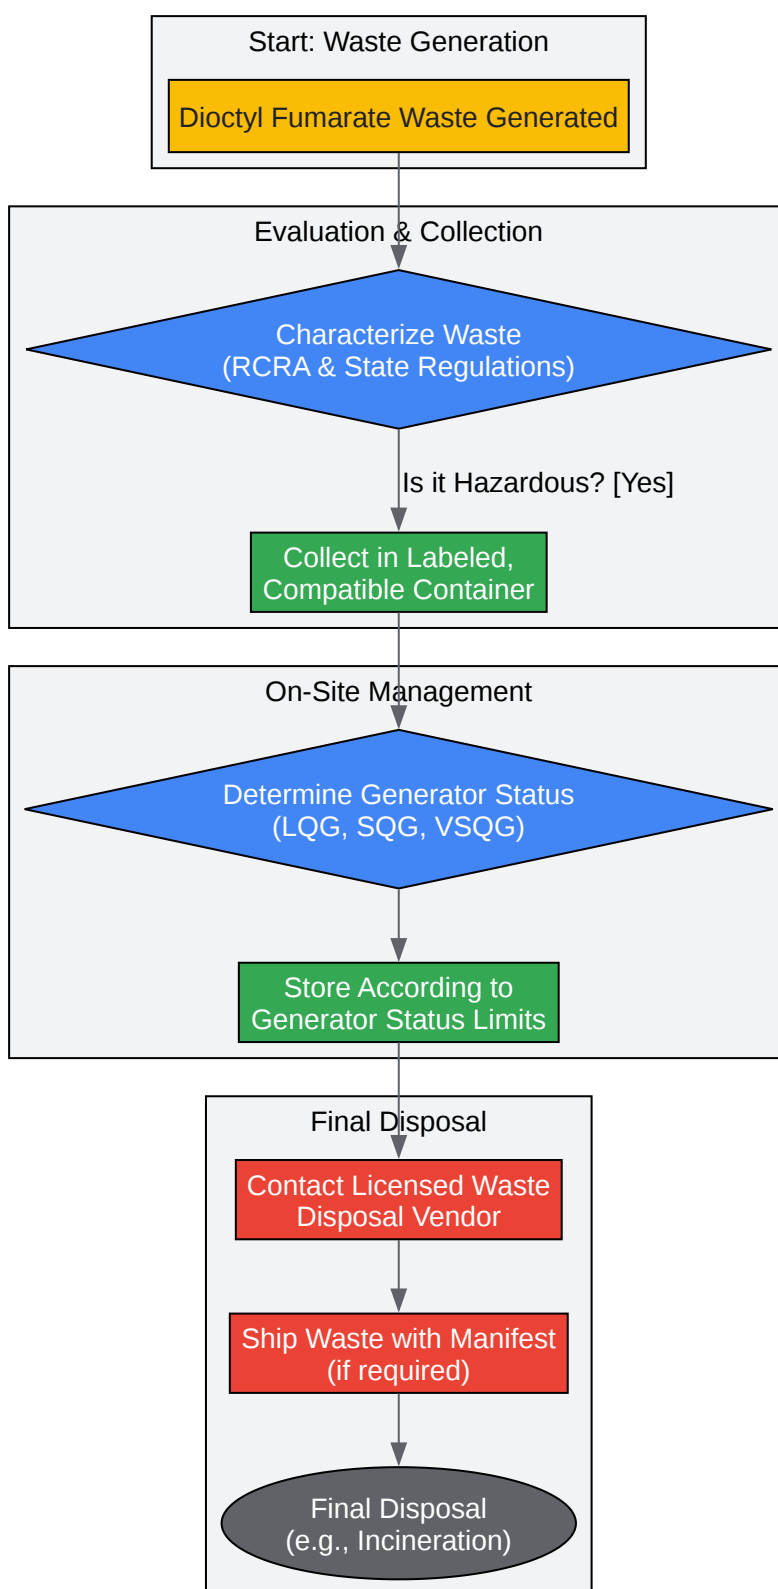 Start: Waste Generation
Dioctyl Fumarate Waste Generated
Evaluation & Collection
Characterize Waste
(RCRA & State Regulations)
Is it Hazardous? [Yes]
Collect in Labeled,
Compatible Container
On-Site Management
Determine Generator Status
(LQG, SQG, VSQG)
Store According to
Generator Status Limits
Final Disposal
Contact Licensed Waste
Disposal Vendor
Ship Waste with Manifest
(if required)
Final Disposal
(e.g., Incineration)